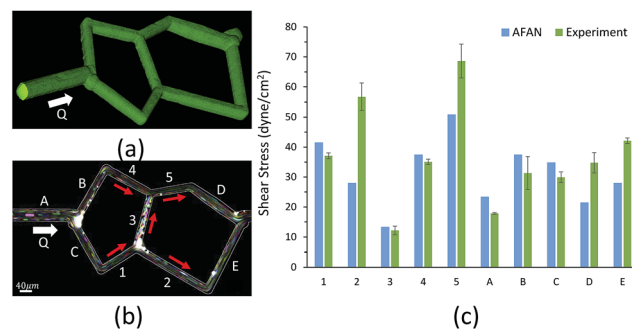 Q
(a)
A
B
4
5
D
3
Q
C
1
2
E
40μm
(b)
AFAN
Experiment
Shear Stress (dyne/cm²)
80
70
60
50
40
30
20
10
0
1 2 3 4 5 A B C D E
(c)